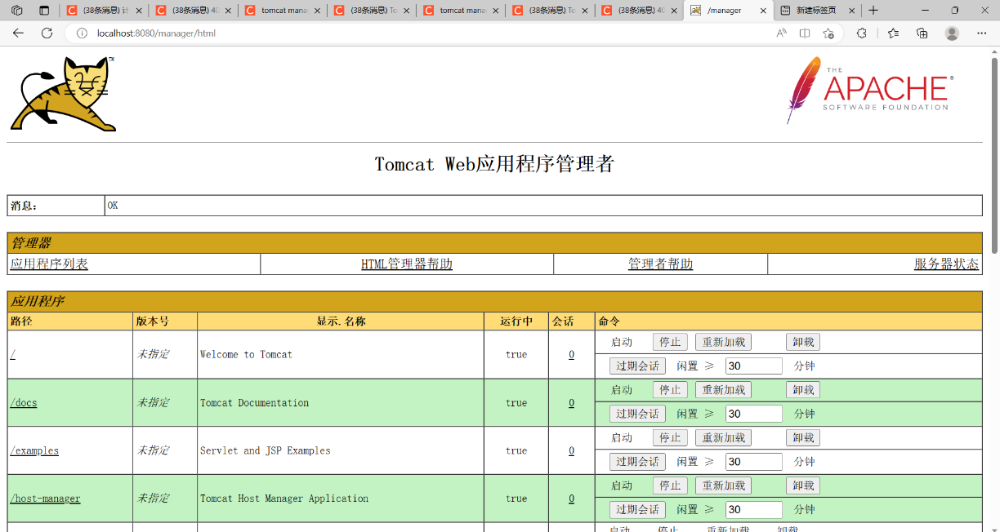 (38条消息) 计
(38条消息) 40
tomcat mana
(38条消息) To
tomcat mana
(38条消息) To
(38条消息) 40
/manager
新建标签页
localhost:8080/manager/html
TM
THE
APACHE®
SOFTWARE FOUNDATION
Tomcat Web应用程序管理者
消息: OK
管理器
应用程序列表 HTML管理器帮助 管理者帮助 服务器状态
应用程序
路径 版本号 显示.名称 运行中 会话 命令
/ 未指定 Welcome to Tomcat true 0 启动 停止 重新加载 卸载
过期会话 闲置 ≥ 30 分钟
/docs 未指定 Tomcat Documentation true 0 启动 停止 重新加载 卸载
过期会话 闲置 ≥ 30 分钟
/examples 未指定 Servlet and JSP Examples true 0 启动 停止 重新加载 卸载
过期会话 闲置 ≥ 30 分钟
/host-manager 未指定 Tomcat Host Manager Application true 0 启动 停止 重新加载 卸载
过期会话 闲置 ≥ 30 分钟
启动 停止 重新加载 卸载